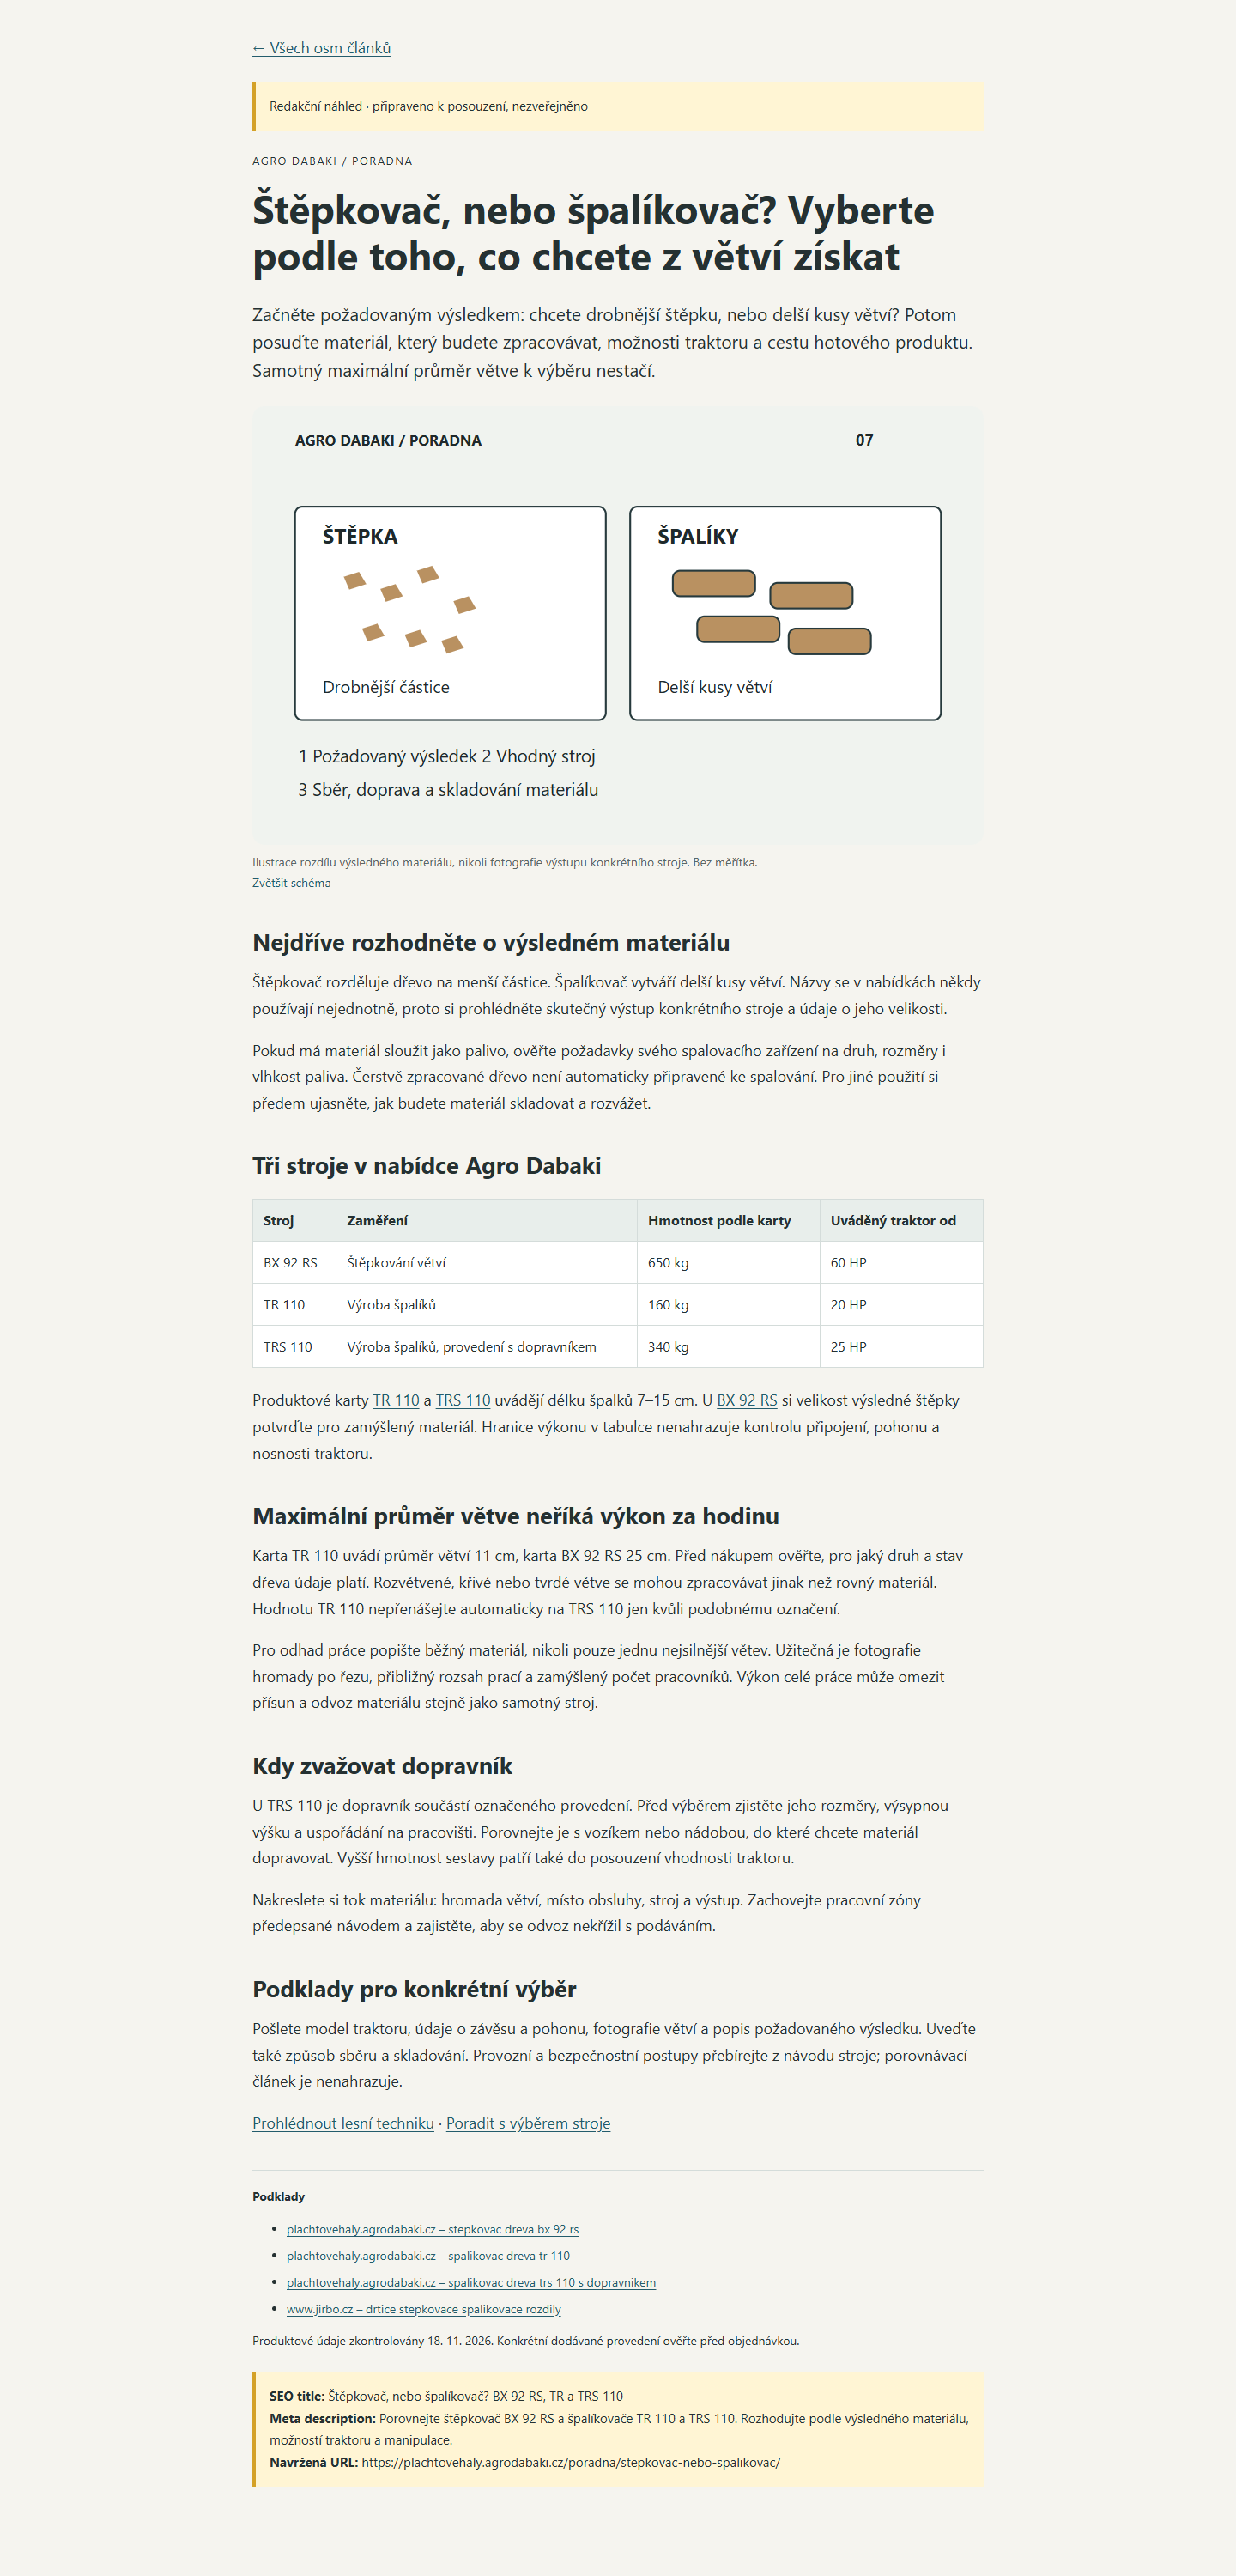 ← Všech osm článků
Redakční náhled · připraveno k posouzení, nezveřejněno
AGRO DABAKI / PORADNA
Štěpkovač, nebo špalíkovač? Vyberte
podle toho, co chcete z větví získat
Začněte požadovaným výsledkem: chcete drobnější štěpku, nebo delší kusy větví? Potom
posuďte materiál, který budete zpracovávat, možnosti traktoru a cestu hotového produktu.
Samotný maximální průměr větve k výběru nestačí.
AGRO DABAKI / PORADNA 07
ŠTĚPKA
Drobnější částice
ŠPALÍKY
Delší kusy větví
1 Požadovaný výsledek 2 Vhodný stroj
3 Sběr, doprava a skladování materiálu
Ilustrace rozdílu výsledného materiálu, nikoli fotografie výstupu konkrétního stroje. Bez měřítka.
Zvětšit schéma
Nejdříve rozhodněte o výsledném materiálu
Štěpkovač rozděluje dřevo na menší částice. Špalíkovač vytváří delší kusy větví. Názvy se v nabídkách někdy
používají nejednotně, proto si prohlédněte skutečný výstup konkrétního stroje a údaje o jeho velikosti.
Pokud má materiál sloužit jako palivo, ověřte požadavky svého spalovacího zařízení na druh, rozměry i
vlhkost paliva. Čerstvě zpracované dřevo není automaticky připravené ke spalování. Pro jiné použití si
předem ujasněte, jak budete materiál skladovat a rozvážet.
Tři stroje v nabídce Agro Dabaki
Stroj Zaměření Hmotnost podle karty Uváděný traktor od
BX 92 RS Štěpkování větví 650 kg 60 HP
TR 110 Výroba špalíků 160 kg 20 HP
TRS 110 Výroba špalíků, provedení s dopravníkem 340 kg 25 HP
Produktové karty TR 110 a TRS 110 uvádějí délku špalků 7–15 cm. U BX 92 RS si velikost výsledné štěpky
potvrďte pro zamýšlený materiál. Hranice výkonu v tabulce nenahrazuje kontrolu připojení, pohonu a
nosnosti traktoru.
Maximální průměr větve neříká výkon za hodinu
Karta TR 110 uvádí průměr větví 11 cm, karta BX 92 RS 25 cm. Před nákupem ověřte, pro jaký druh a stav
dřeva údaje platí. Rozvětvené, křivé nebo tvrdé větve se mohou zpracovávat jinak než rovný materiál.
Hodnotu TR 110 nepřenášejte automaticky na TRS 110 jen kvůli podobnému označení.
Pro odhad práce popište běžný materiál, nikoli pouze jednu nejsilnější větev. Užitečná je fotografie
hromady po řezu, přibližný rozsah prací a zamýšlený počet pracovníků. Výkon celé práce může omezit
přísun a odvoz materiálu stejně jako samotný stroj.
Kdy zvažovat dopravník
U TRS 110 je dopravník součástí označeného provedení. Před výběrem zjistěte jeho rozměry, výsypnou
výšku a uspořádání na pracovišti. Porovnejte je s vozíkem nebo nádobou, do které chcete materiál
dopravovat. Vyšší hmotnost sestavy patří také do posouzení vhodnosti traktoru.
Nakreslete si tok materiálu: hromada větví, místo obsluhy, stroj a výstup. Zachovejte pracovní zóny
předepsané návodem a zajistěte, aby se odvoz nekřížil s podáváním.
Podklady pro konkrétní výběr
Pošlete model traktoru, údaje o závěsu a pohonu, fotografie větví a popis požadovaného výsledku. Uveďte
také způsob sběru a skladování. Provozní a bezpečnostní postupy přebírejte z návodu stroje; porovnávací
článek je nenahrazuje.
Prohlédnout lesní techniku · Poradit s výběrem stroje
Podklady
• plachtovehaly.agrodabaki.cz – stepkovac dreva bx 92 rs
• plachtovehaly.agrodabaki.cz – spalikovac dreva tr 110
• plachtovehaly.agrodabaki.cz – spalikovac dreva trs 110 s dopravnikem
• www.jirbo.cz – drtice stepkovace spalikovace rozdily
Produktové údaje zkontrolovány 18. 11. 2026. Konkrétní dodávané provedení ověřte před objednávkou.
SEO title: Štěpkovač, nebo špalíkovač? BX 92 RS, TR a TRS 110
Meta description: Porovnejte štěpkovač BX 92 RS a špalíkovače TR 110 a TRS 110. Rozhodujte podle výsledného materiálu,
možností traktoru a manipulace.
Navržená URL: https://plachtovehaly.agrodabaki.cz/poradna/stepkovac-nebo-spalikovac/